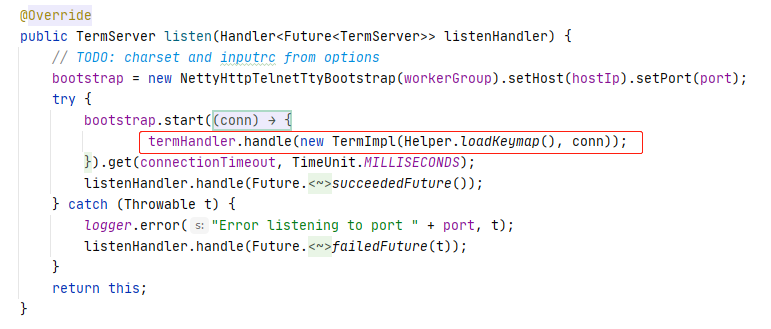 @Override
public TermServer listen(Handler<Future<TermServer>> listenHandler) {
// TODO: charset and inputrc from options
bootstrap = new NettyHttpTelnetTtyBootstrap(workerGroup).setHost(hostIp).setPort(port);
try {
bootstrap.start((conn) → {
termHandler.handle(new TermImpl(Helper.loadKeymap(), conn));
}).get(connectionTimeout, TimeUnit.MILLISECONDS);
listenHandler.handle(Future.<~>succeededFuture());
} catch (Throwable t) {
logger.error( s: "Error listening to port " + port, t);
listenHandler.handle(Future.<~>failedFuture(t));
}
return this;
}